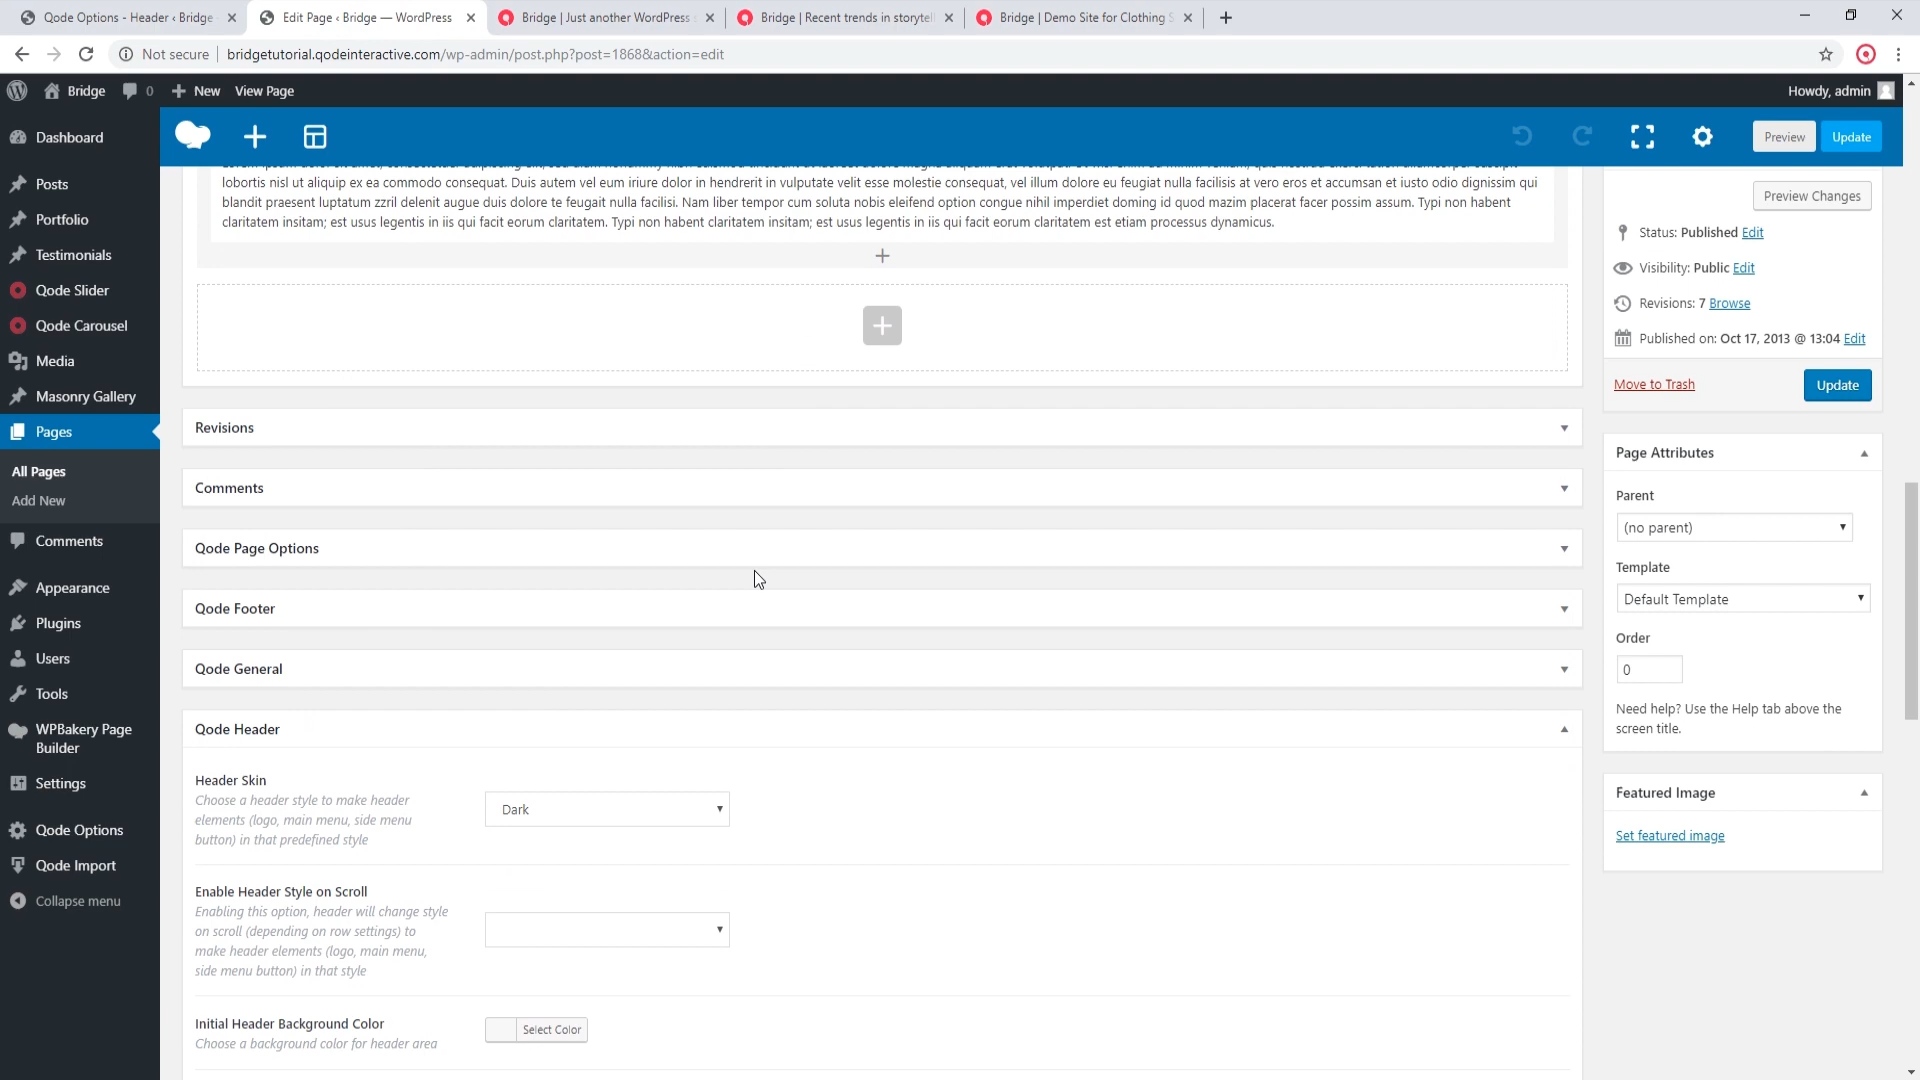 Qode Options - Header ‹ Bridge
Edit Page ‹ Bridge — WordPress
Bridge | Just another WordPress
Bridge | Recent trends in storytel
Bridge | Demo Site for Clothing S
Not secure
bridgetutorial.qodeinteractive.com/wp-admin/post.php?post=1868&action=edit
Bridge
0
New
View Page
Howdy, admin
Dashboard
Posts
Portfolio
Testimonials
Qode Slider
Qode Carousel
Media
Masonry Gallery
Pages
All Pages
Add New
Comments
Appearance
Plugins
Users
Tools
WPBakery Page
Builder
Settings
Qode Options
Qode Import
Collapse menu
Preview
Update
lobortis nisl ut aliquip ex ea commodo consequat. Duis autem vel eum iriure dolor in hendrerit in vulputate velit esse molestie consequat, vel illum dolore eu feugiat nulla facilisis at vero eros et accumsan et iusto odio dignissim qui
blandit praesent luptatum zzril delenit augue duis dolore te feugait nulla facilisi. Nam liber tempor cum soluta nobis eleifend option congue nihil imperdiet doming id quod mazim placerat facer possim assum. Typi non habent
claritatem insitam; est usus legentis in iis qui facit eorum claritatem. Typi non habent claritatem insitam; est usus legentis in iis qui facit eorum claritatem est etiam processus dynamicus.
Revisions
Comments
Qode Page Options
Qode Footer
Qode General
Qode Header
Header Skin
Choose a header style to make header
elements (logo, main menu, side menu
button) in that predefined style
Dark
Enable Header Style on Scroll
Enabling this option, header will change style
on scroll (depending on row settings) to
make header elements (logo, main menu,
side menu button) in that style
Initial Header Background Color
Choose a background color for header area
Select Color
Preview Changes
Status: Published Edit
Visibility: Public Edit
Revisions: 7 Browse
Published on: Oct 17, 2013 @ 13:04 Edit
Move to Trash
Update
Page Attributes
Parent
(no parent)
Template
Default Template
Order
0
Need help? Use the Help tab above the
screen title.
Featured Image
Set featured image